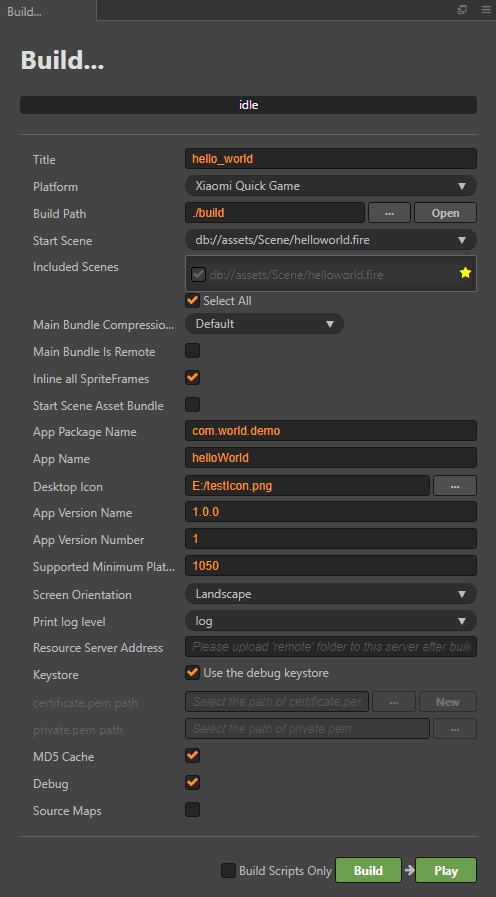 Build...
Build...
idle
Title hello_world
Platform Xiaomi Quick Game
Build Path ./build ... Open
Start Scene db://assets/Scene/helloworld.fire
Included Scenes db://assets/Scene/helloworld.fire
Select All
Main Bundle Compressio... Default
Main Bundle Is Remote
Inline all SpriteFrames
Start Scene Asset Bundle
App Package Name com.world.demo
App Name helloWorld
Desktop Icon E:/testIcon.png ...
App Version Name 1.0.0
App Version Number 1
Supported Minimum Plat... 1050
Screen Orientation Landscape
Print log level log
Resource Server Address Please upload 'remote' folder to this server after buil
Keystore Use the debug keystore
certificate.pem path Select the path of certificate.per ... New
private.pem path Select the path of private.pem ...
MD5 Cache
Debug
Source Maps
Build Scripts Only Build Play